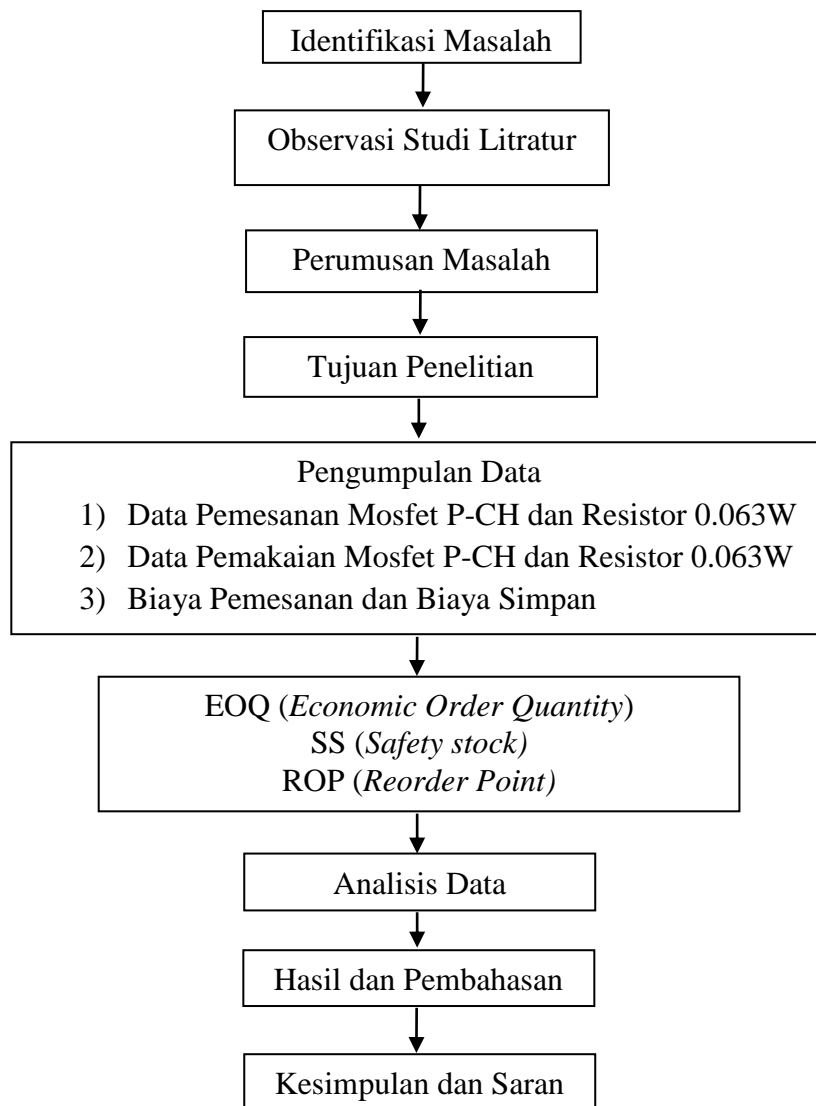 Identifikasi Masalah
Observasi Studi Litratur
Perumusan Masalah
Tujuan Penelitian
Pengumpulan Data
1) Data Pemesanan Mosfet P-CH dan Resistor 0.063W
2) Data Pemakaian Mosfet P-CH dan Resistor 0.063W
3) Biaya Pemesanan dan Biaya Simpan
EOQ (Economic Order Quantity)
SS (Safety stock)
ROP (Reorder Point)
Analisis Data
Hasil dan Pembahasan
Kesimpulan dan Saran